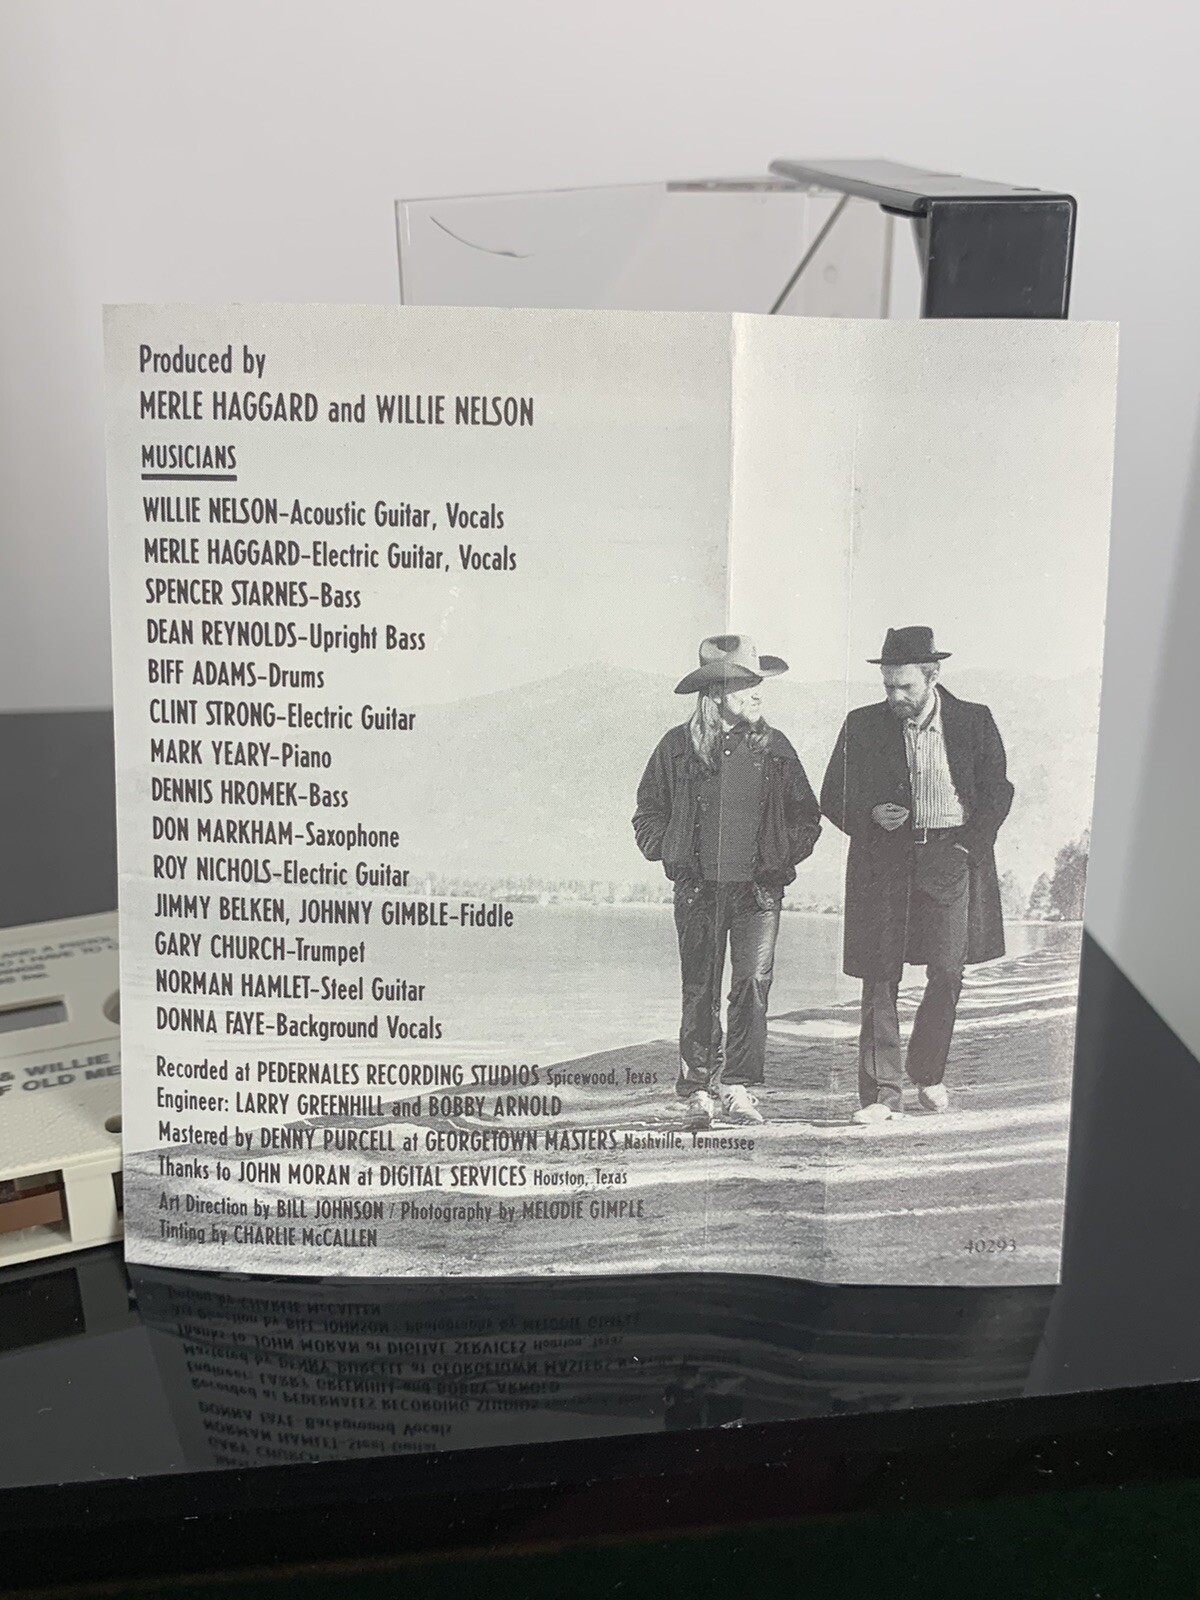 Produced by
MERLE HAGGARD and WILLIE NELSON
MUSICIANS
WILLIE NELSON-Acoustic Guitar, Vocals
MERLE HAGGARD-Electric Guitar, Vocals
SPENCER STARNES-Bass
DEAN REYNOLDS-Upright Bass
BIFF ADAMS-Drums
CLINT STRONG-Electric Guitar
MARK YEARY-Piano
DENNIS HROMEK-Bass
DON MARKHAM-Saxophone
ROY NICHOLS-Electric Guitar
JIMMY BELKEN, JOHNNY GIMBLE-Fiddle
GARY CHURCH-Trumpet
NORMAN HAMLET-Steel Guitar
DONNA FAYE-Background Vocals
Recorded at PEDERNALES RECORDING STUDIOS Spicewood, Texas
Engineer: LARRY GREENHILL and BOBBY ARNOLD
Mastered by DENNY PURCELL at GEORGETOWN MASTERS Nashville, Tennessee
Thanks to JOHN MORAN at DIGITAL SERVICES Houston, Texas
Art Direction by BILL JOHNSON / Photography by MELODIE GIMPLE
Tinting by CHARLIE McCALLEN
40293
AND A PISTOL
I HAVE TO
& WILLIE
OLD ME